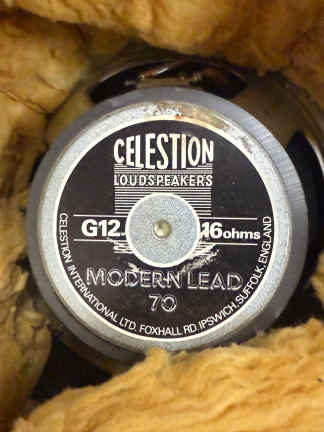 CELESTION
LOUDSPEAKERS
G12. 16ohms
MODERN LEAD
70
CELESTION INTERNATIONAL LTD. FOXHALL RD. IPSWICH, SUFFOLK, ENGLAND